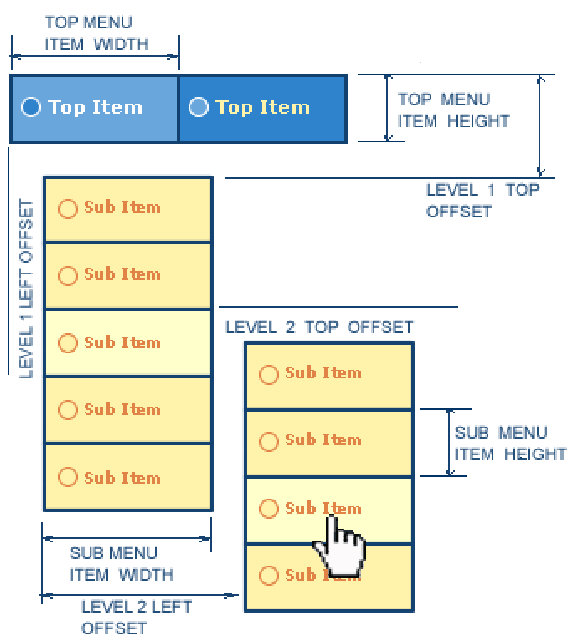 TOP MENU
ITEM WIDTH
Top Item
Top Item
TOP MENU
ITEM HEIGHT
LEVEL 1 TOP
OFFSET
LEVEL 1 LEFT OFFSET
Sub Item
Sub Item
Sub Item
Sub Item
Sub Item
LEVEL 2 TOP OFFSET
Sub Item
Sub Item
Sub Item
Sub Item
SUB MENU
ITEM HEIGHT
SUB MENU
ITEM WIDTH
LEVEL 2 LEFT
OFFSET